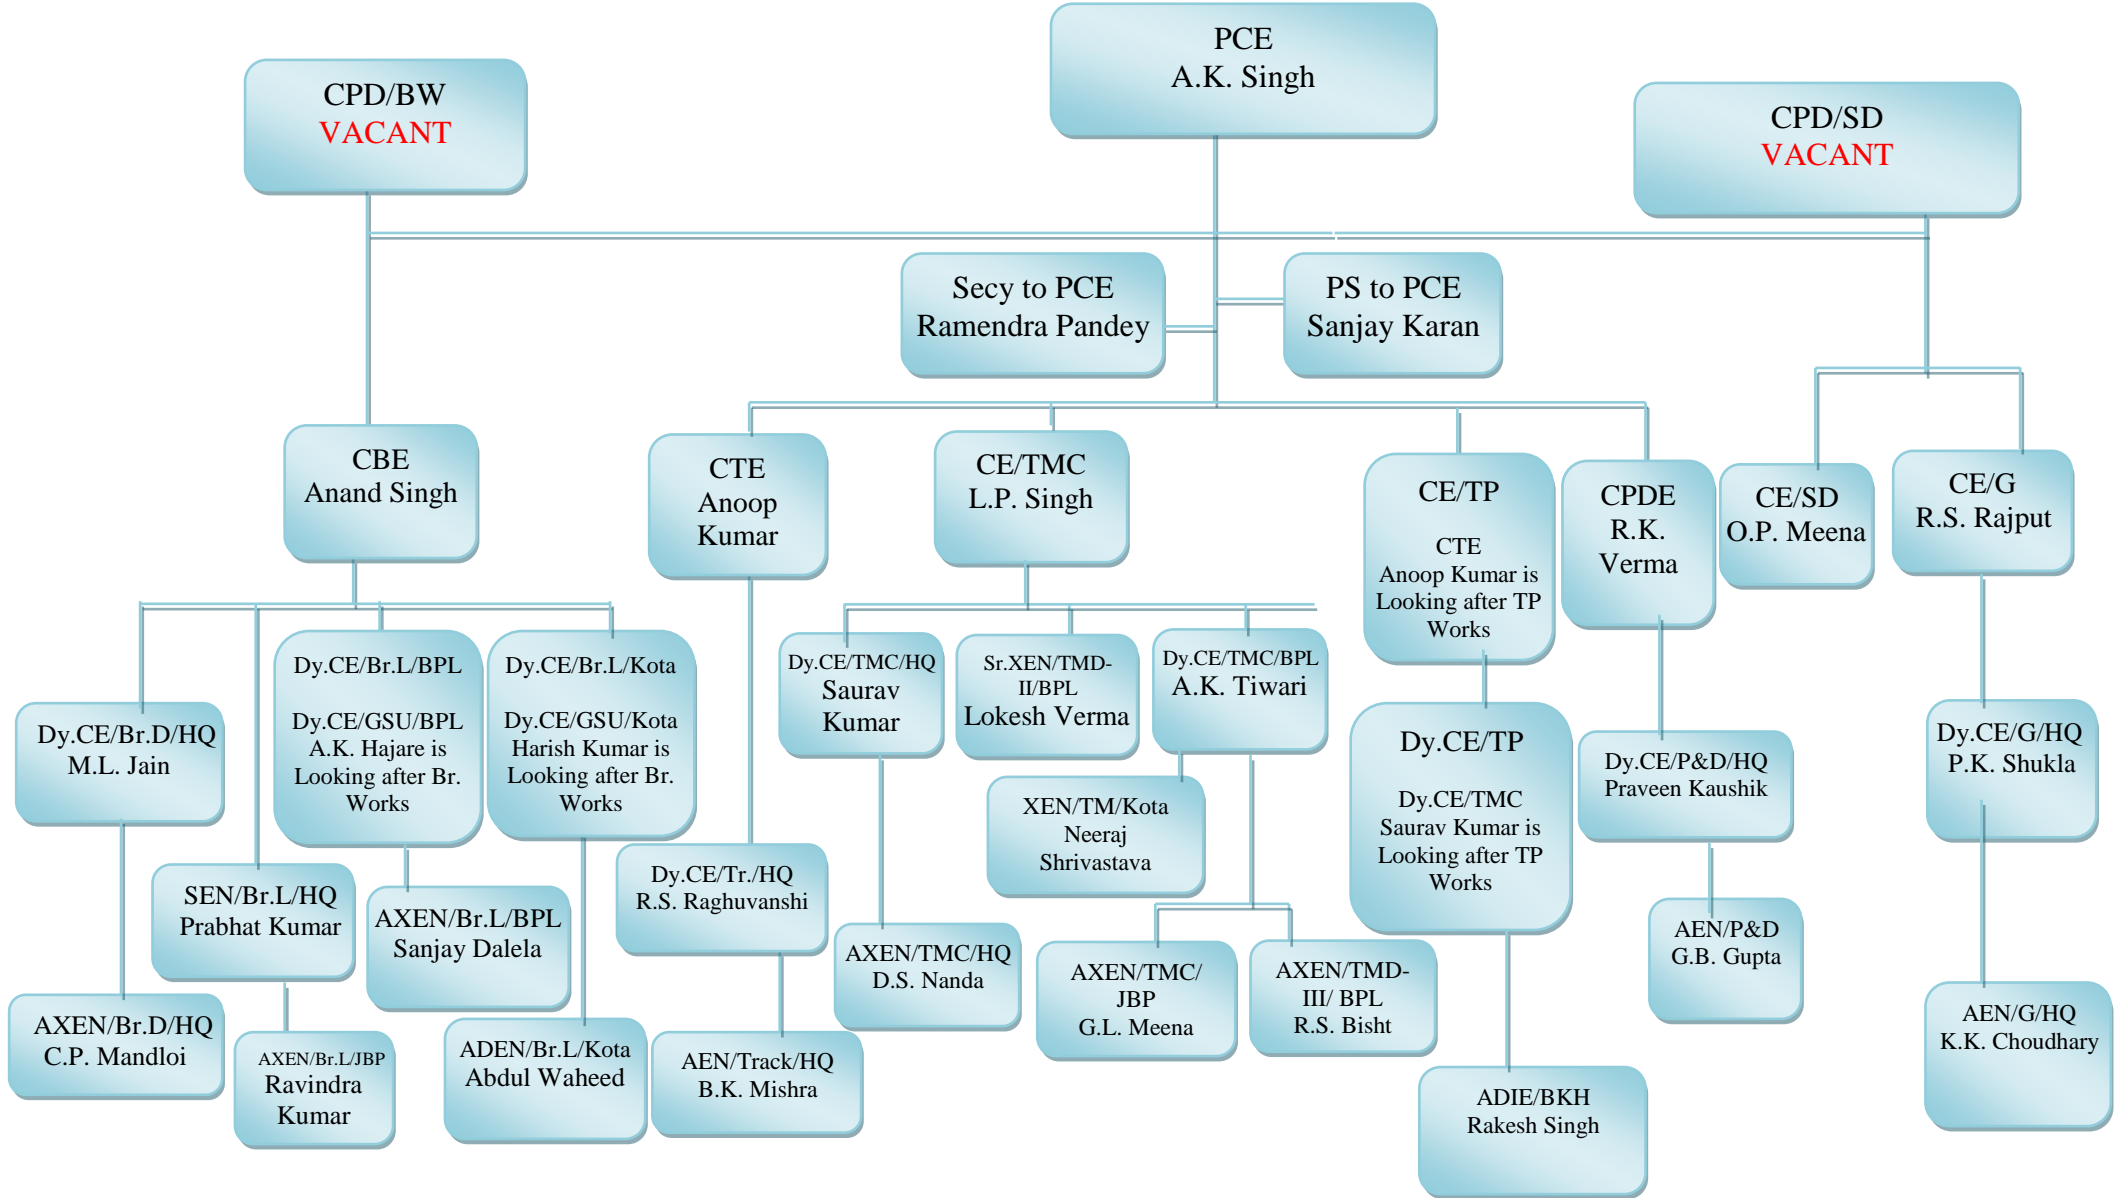 PCE
A.K. Singh
CPD/BW
VACANT
CPD/SD
VACANT
Secy to PCE
Ramendra Pandey
PS to PCE
Sanjay Karan
CBE
Anand Singh
CTE
Anoop
Kumar
CE/TMC
L.P. Singh
CE/TP
CTE
Anoop Kumar is
Looking after TP
Works
CPDE
R.K.
Verma
CE/SD
O.P. Meena
CE/G
R.S. Rajput
Dy.CE/Br.D/HQ
M.L. Jain
Dy.CE/Br.L/BPL
Dy.CE/GSU/BPL
A.K. Hajare is
Looking after Br.
Works
Dy.CE/Br.L/Kota
Dy.CE/GSU/Kota
Harish Kumar is
Looking after Br.
Works
Dy.CE/TMC/HQ
Saurav
Kumar
Sr.XEN/TMD-
II/BPL
Lokesh Verma
Dy.CE/TMC/BPL
A.K. Tiwari
Dy.CE/TP
Dy.CE/TMC
Saurav Kumar is
Looking after TP
Works
Dy.CE/P&D/HQ
Praveen Kaushik
Dy.CE/G/HQ
P.K. Shukla
XEN/TM/Kota
Neeraj
Shrivastava
SEN/Br.L/HQ
Prabhat Kumar
AXEN/Br.L/BPL
Sanjay Dalela
Dy.CE/Tr./HQ
R.S. Raghuvanshi
AXEN/TMC/HQ
D.S. Nanda
AXEN/TMC/
JBP
G.L. Meena
AXEN/TMD-
III/ BPL
R.S. Bisht
AEN/P&D
G.B. Gupta
AXEN/Br.D/HQ
C.P. Mandloi
AXEN/Br.L/JBP
Ravindra
Kumar
ADEN/Br.L/Kota
Abdul Waheed
AEN/Track/HQ
B.K. Mishra
ADIE/BKH
Rakesh Singh
AEN/G/HQ
K.K. Choudhary